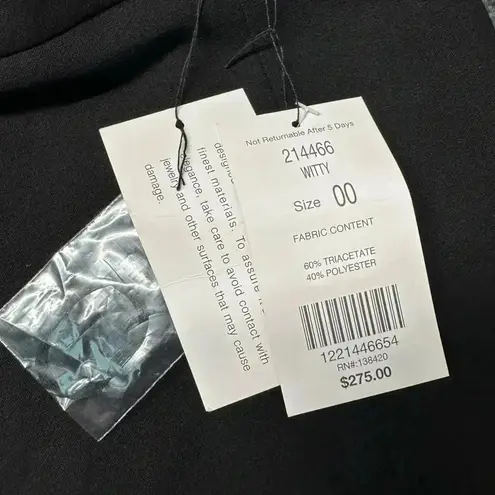 Not Returnable After 5 Days
214466
WITTY
Size 00
FABRIC CONTENT
60% TRIACETATE
40% POLYESTER
1221446654
RN#:138420
$275.00
finest materials. To assure
elegance, take care to avoid contact with
jewelry and other surfaces that may cause
damage.